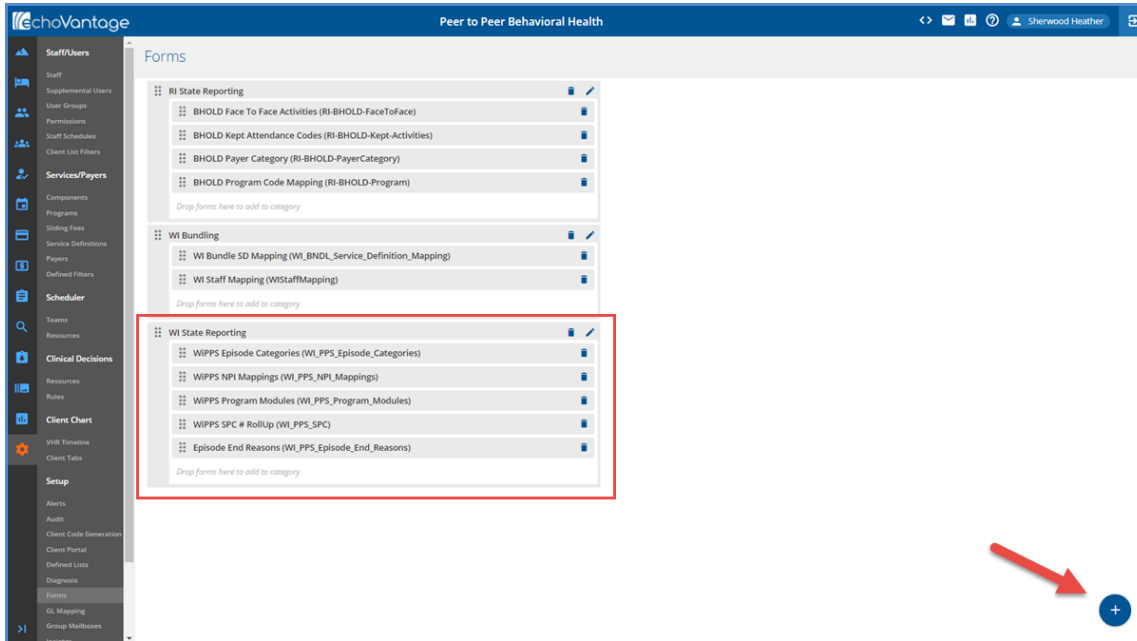 EchoVantage
Peer to Peer Behavioral Health
Sherwood Heather
Staff/Users
Staff
Supplemental Users
User Groups
Permissions
Staff Schedules
Client List Filters
Services/Payers
Components
Programs
Sliding Fees
Service Definitions
Payers
Defined Filters
Scheduler
Teams
Resources
Clinical Decisions
Resources
Rules
Client Chart
VHR Timeline
Client Tabs
Setup
Alerts
Audit
Client Code Generation
Client Portal
Defined Lists
Diagnosis
Forms
GL Mapping
Group Mailboxes
Insights
Forms
RI State Reporting
BHOLD Face To Face Activities (RI-BHOLD-FaceToFace)
BHOLD Kept Attendance Codes (RI-BHOLD-Kept-Activities)
BHOLD Payer Category (RI-BHOLD-PayerCategory)
BHOLD Program Code Mapping (RI-BHOLD-Program)
Drop forms here to add to category
WI Bundling
WI Bundle SD Mapping (WI_BNDL_Service_Definition_Mapping)
WI Staff Mapping (WIStaffMapping)
Drop forms here to add to category
WI State Reporting
WiPPS Episode Categories (WI_PPS_Episode_Categories)
WiPPS NPI Mappings (WI_PPS_NPI_Mappings)
WiPPS Program Modules (WI_PPS_Program_Modules)
WiPPS SPC # RollUp (WI_PPS_SPC)
Episode End Reasons (WI_PPS_Episode_End_Reasons)
Drop forms here to add to category